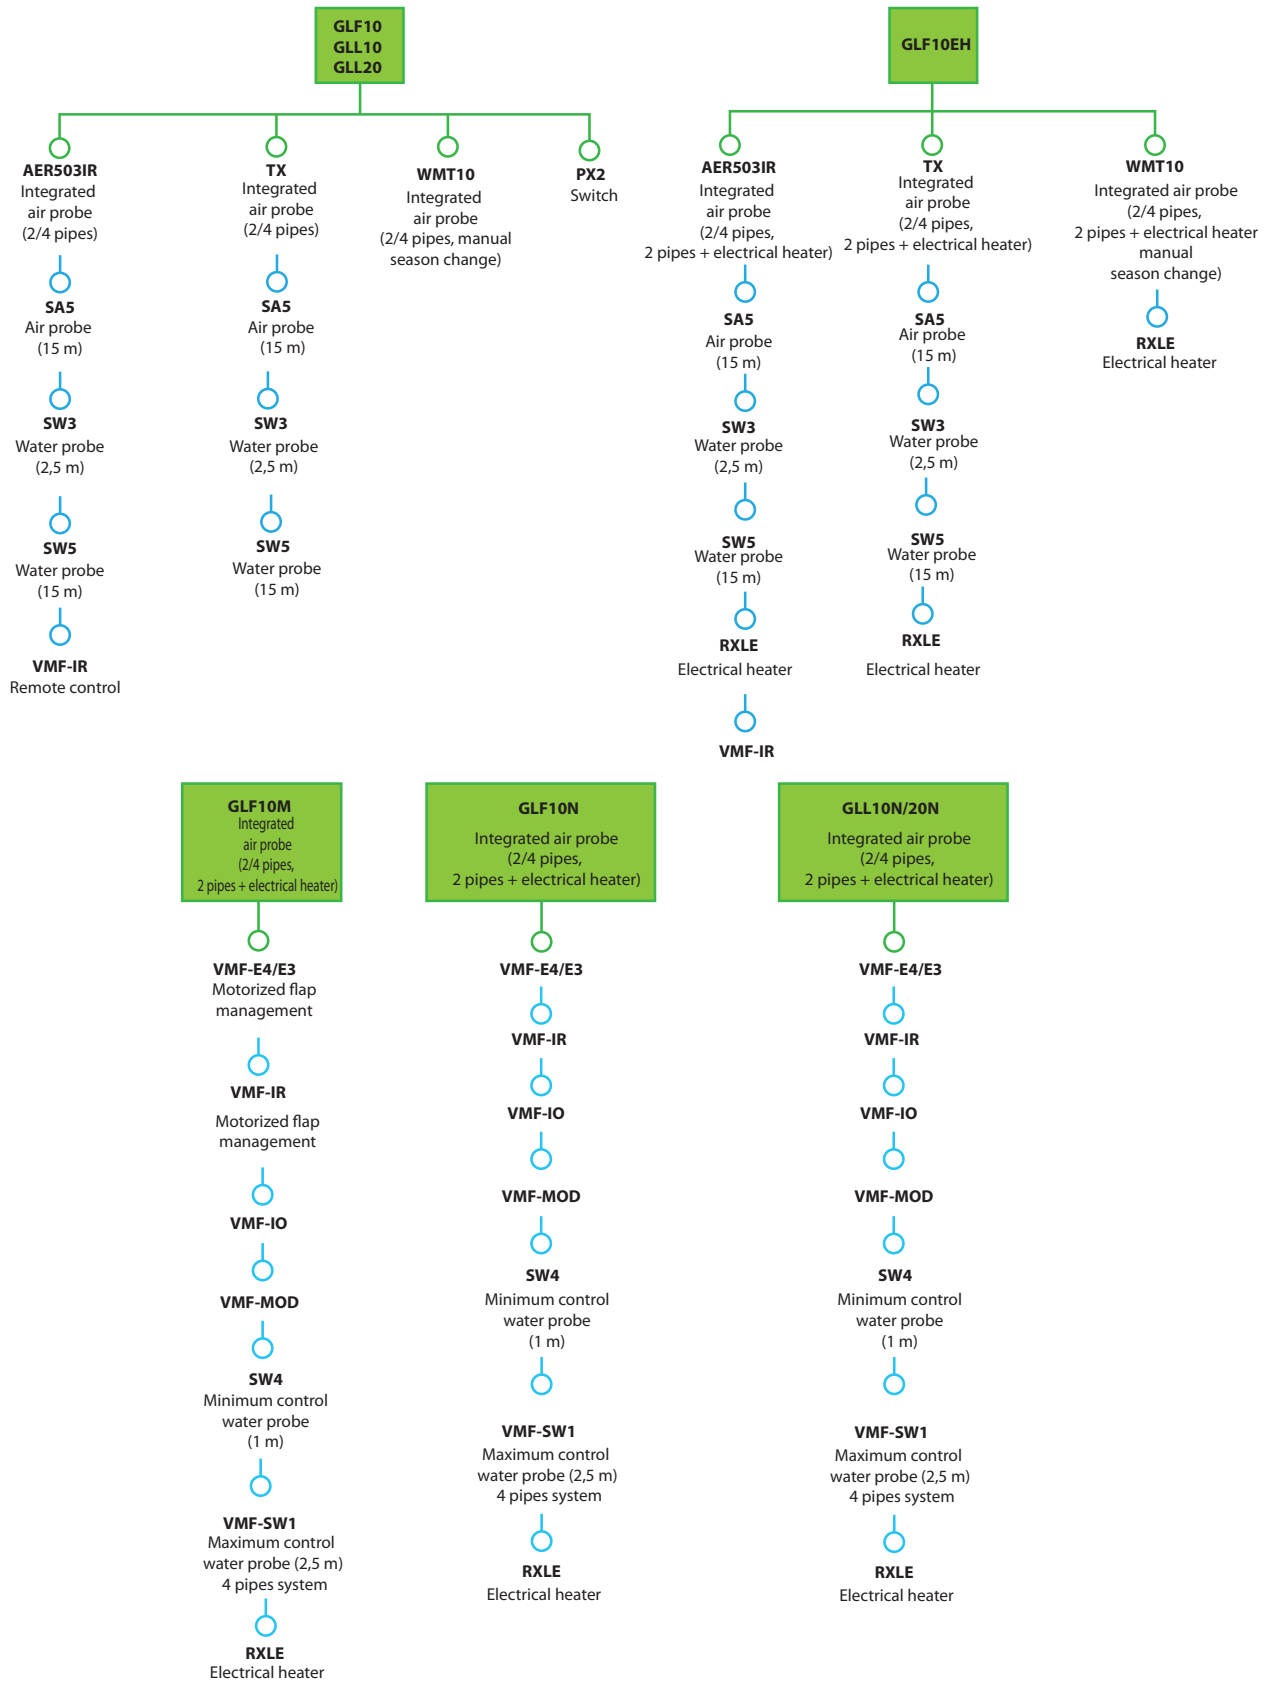 GLF10
GLL10
GLL20
AER503IR
Integrated
air probe
(2/4 pipes)
SA5
Air probe
(15 m)
SW3
Water probe
(2,5 m)
SW5
Water probe
(15 m)
VMF-IR
Remote control
TX
Integrated
air probe
(2/4 pipes)
SA5
Air probe
(15 m)
SW3
Water probe
(2,5 m)
SW5
Water probe
(15 m)
WMT10
Integrated
air probe
(2/4 pipes, manual
season change)
PX2
Switch
GLF10EH
AER503IR
Integrated
air probe
(2/4 pipes,
2 pipes + electrical heater)
SA5
Air probe
(15 m)
SW3
Water probe
(2,5 m)
SW5
Water probe
(15 m)
RXLE
Electrical heater
VMF-IR
TX
Integrated
air probe
(2/4 pipes,
2 pipes + electrical heater)
SA5
Air probe
(15 m)
SW3
Water probe
(2,5 m)
SW5
Water probe
(15 m)
RXLE
Electrical heater
WMT10
Integrated air probe
(2/4 pipes,
2 pipes + electrical heater
manual
season change)
RXLE
Electrical heater
GLF10M
Integrated
air probe
(2/4 pipes,
2 pipes + electrical heater)
VMF-E4/E3
Motorized flap
management
VMF-IR
Motorized flap
management
VMF-IO
VMF-MOD
SW4
Minimum control
water probe
(1 m)
VMF-SW1
Maximum control
water probe (2,5 m)
4 pipes system
RXLE
Electrical heater
GLF10N
Integrated air probe
(2/4 pipes,
2 pipes + electrical heater)
VMF-E4/E3
VMF-IR
VMF-IO
VMF-MOD
SW4
Minimum control
water probe
(1 m)
VMF-SW1
Maximum control
water probe (2,5 m)
4 pipes system
RXLE
Electrical heater
GLL10N/20N
Integrated air probe
(2/4 pipes,
2 pipes + electrical heater)
VMF-E4/E3
VMF-IR
VMF-IO
VMF-MOD
SW4
Minimum control
water probe
(1 m)
VMF-SW1
Maximum control
water probe (2,5 m)
4 pipes system
RXLE
Electrical heater